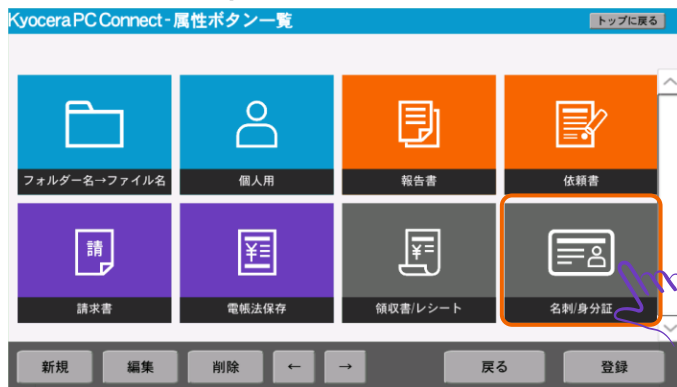 Kyocera PC Connect - 属性ボタン一覧
トップに戻る
フォルダー名→ファイル名
個人用
報告書
依頼書
請
¥
¥
請求書
電帳法保存
領収書/レシート
名刺/身分証
新規
編集
削除
←
→
戻る
登録